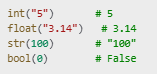 int("5")       # 5
float("3.14")   # 3.14
str(100)       # "100"
bool(0)        # False